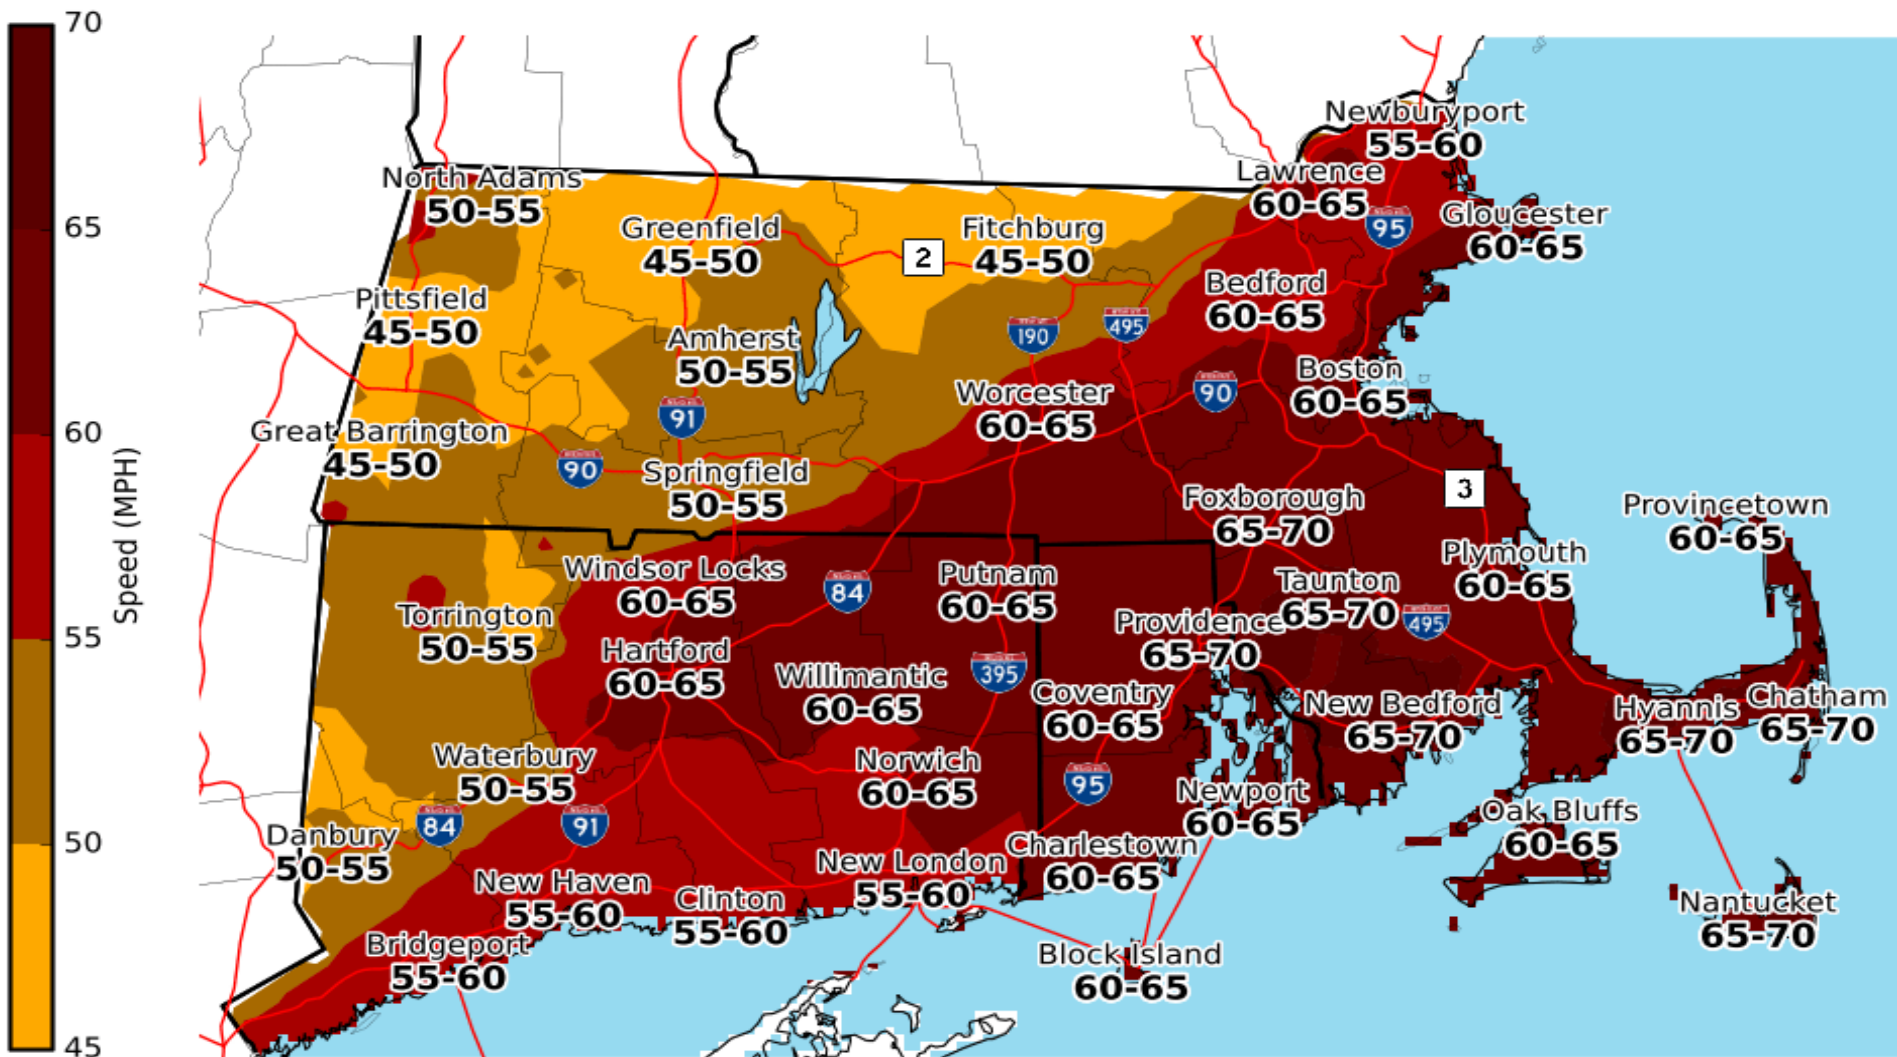 70
65
60
55
50
45
Speed (MPH)
Newburyport
55-60
North Adams
50-55
Lawrence
60-65
95
Gloucester
60-65
Greenfield
45-50
2
Fitchburg
45-50
Pittsfield
45-50
Bedford
60-65
Amherst
50-55
190
495
Boston
60-65
Worcester
60-65
90
91
Great Barrington
45-50
90
Springfield
50-55
Foxborough
65-70
3
Provincetown
60-65
Windsor Locks
60-65
84
Putnam
60-65
Plymouth
60-65
Taunton
65-70
495
Torrington
50-55
Providence
65-70
Hartford
60-65
Willimantic
60-65
395
Coventry
60-65
New Bedford
65-70
Hyannis
65-70
Chatham
65-70
Waterbury
50-55
Norwich
60-65
95
Newport
60-65
Oak Bluffs
60-65
Danbury
50-55
84
91
Charlestown
60-65
New London
55-60
New Haven
55-60
Clinton
55-60
Nantucket
65-70
Bridgeport
55-60
Block Island
60-65